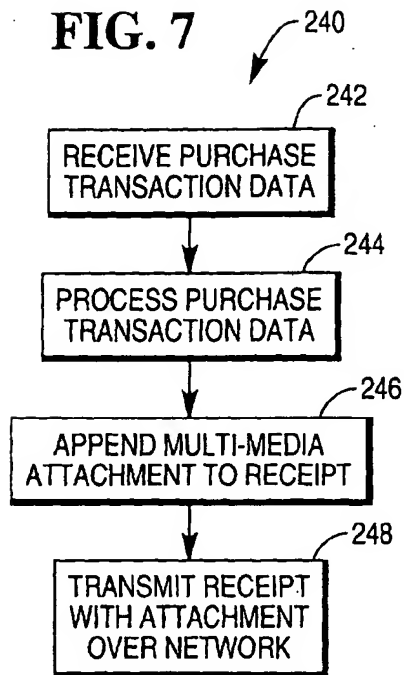 FIG. 7
240
242
RECEIVE PURCHASE
TRANSACTION DATA
244
PROCESS PURCHASE
TRANSACTION DATA
246
APPEND MULTI-MEDIA
ATTACHMENT TO RECEIPT
248
TRANSMIT RECEIPT
WITH ATTACHMENT
OVER NETWORK